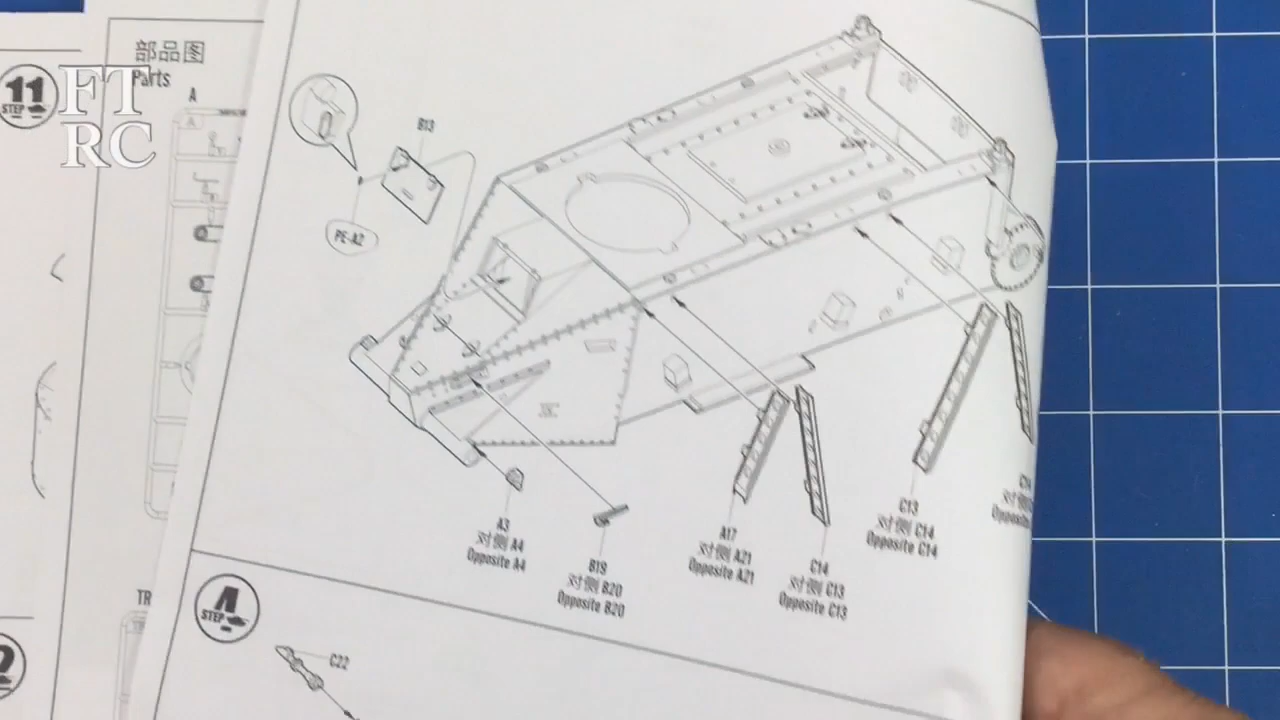 11
STEP
部品图
Parts
A
A
FT
RC
B13
PE-A2
A3
对侧 A4
Opposite A4
B19
对侧 B20
Opposite B20
A17
对侧 A21
Opposite A21
C14
对侧 C13
Opposite C13
C13
对侧 C14
Opposite C14
STEP
C22
TR